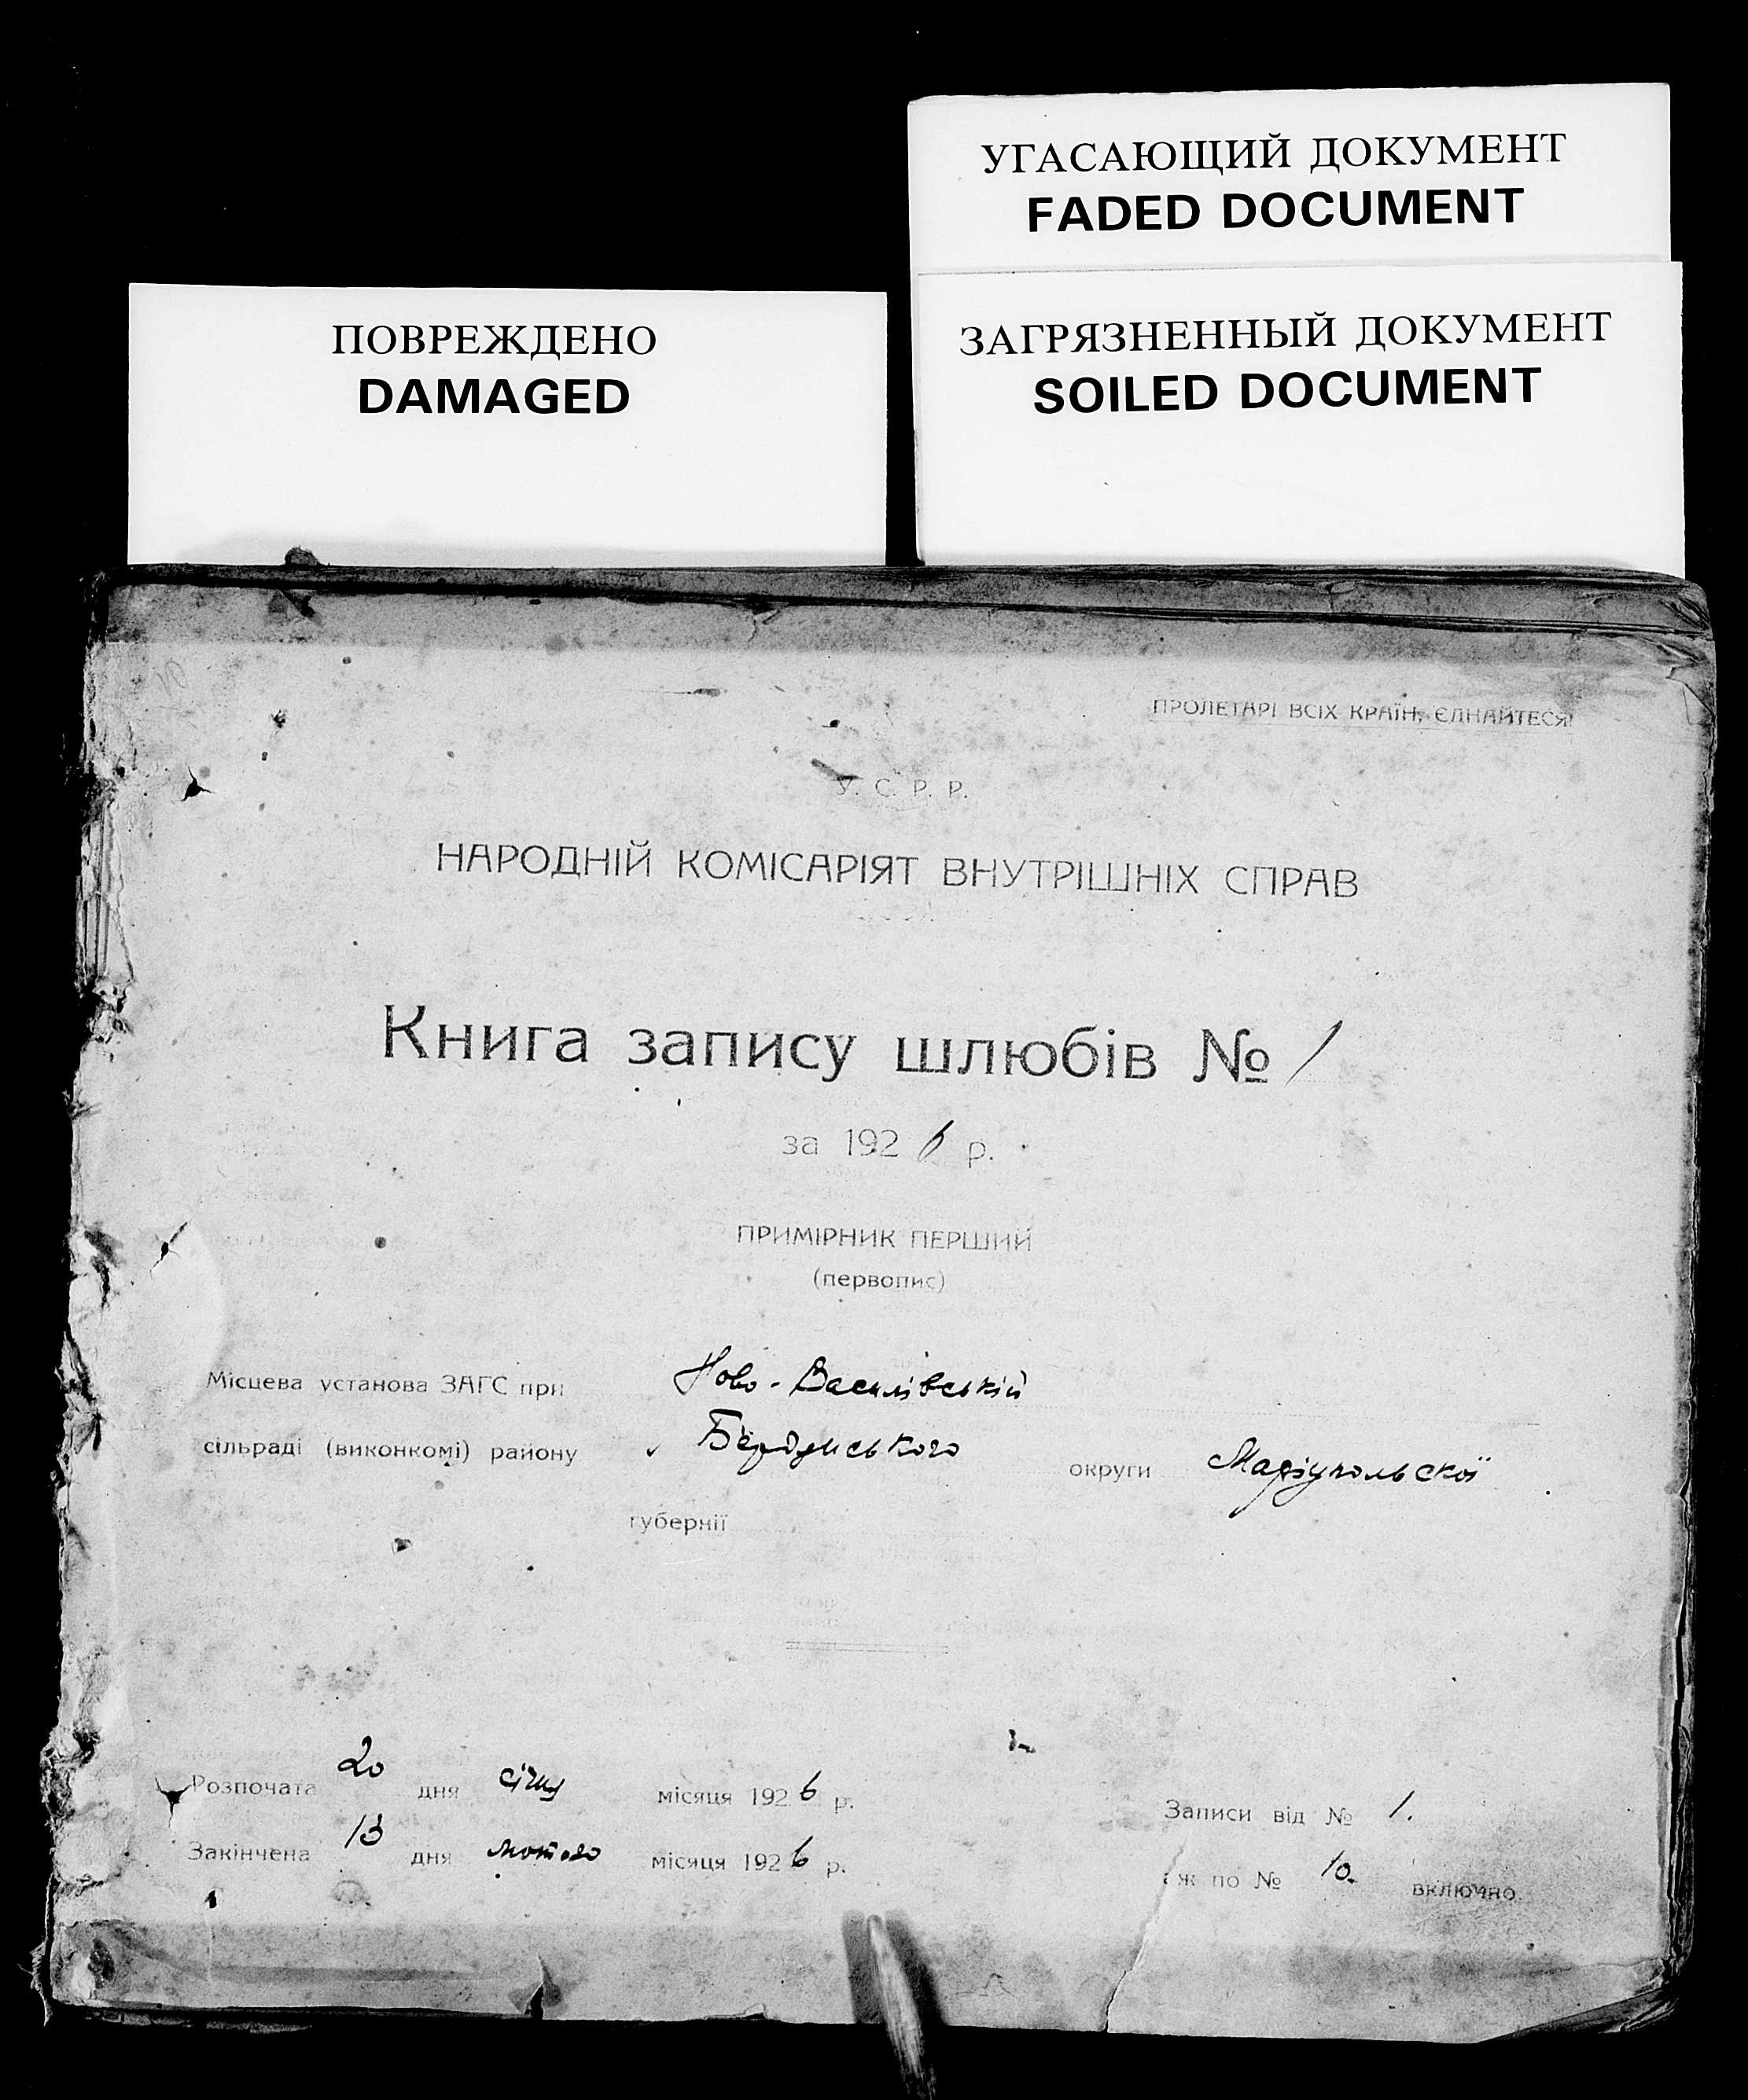 УГАСАЮЩИЙ ДОКУМЕНТ
FADED DOCUMENT
ПОВРЕЖДЕНО
DAMAGED
ЗАГРЯЗНЕННЫЙ ДОКУМЕНТ
SOILED DOCUMENT
ПРОЛЕТАРІ ВСІХ КРАЇН, ЄДНАЙТЕСЯ!
У. С. Р. Р.
НАРОДНІЙ КОМІСАРІЯТ ВНУТРІШНІХ СПРАВ
Книга запису шлюбів № 1
за 1926 р.
ПРИМІРНИК ПЕРШИЙ
(первопис)
Місцева установа ЗАГС при Ново-Василівській
сільраді (виконкомі) району Бердянського округи Маріупольскої
губернії
Розпочата 20 дня січня місяця 1926 р. Записи від № 1.
Закінчена 13 дня лютого місяця 1926 р. аж по № 10. включно.